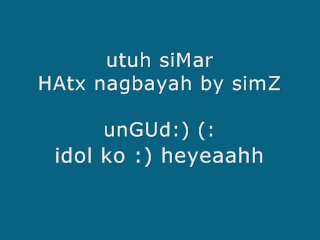 utuh siMar
HAtx nagbayah by simZ
unGUd:) (:
idol ko :) heyeaahh